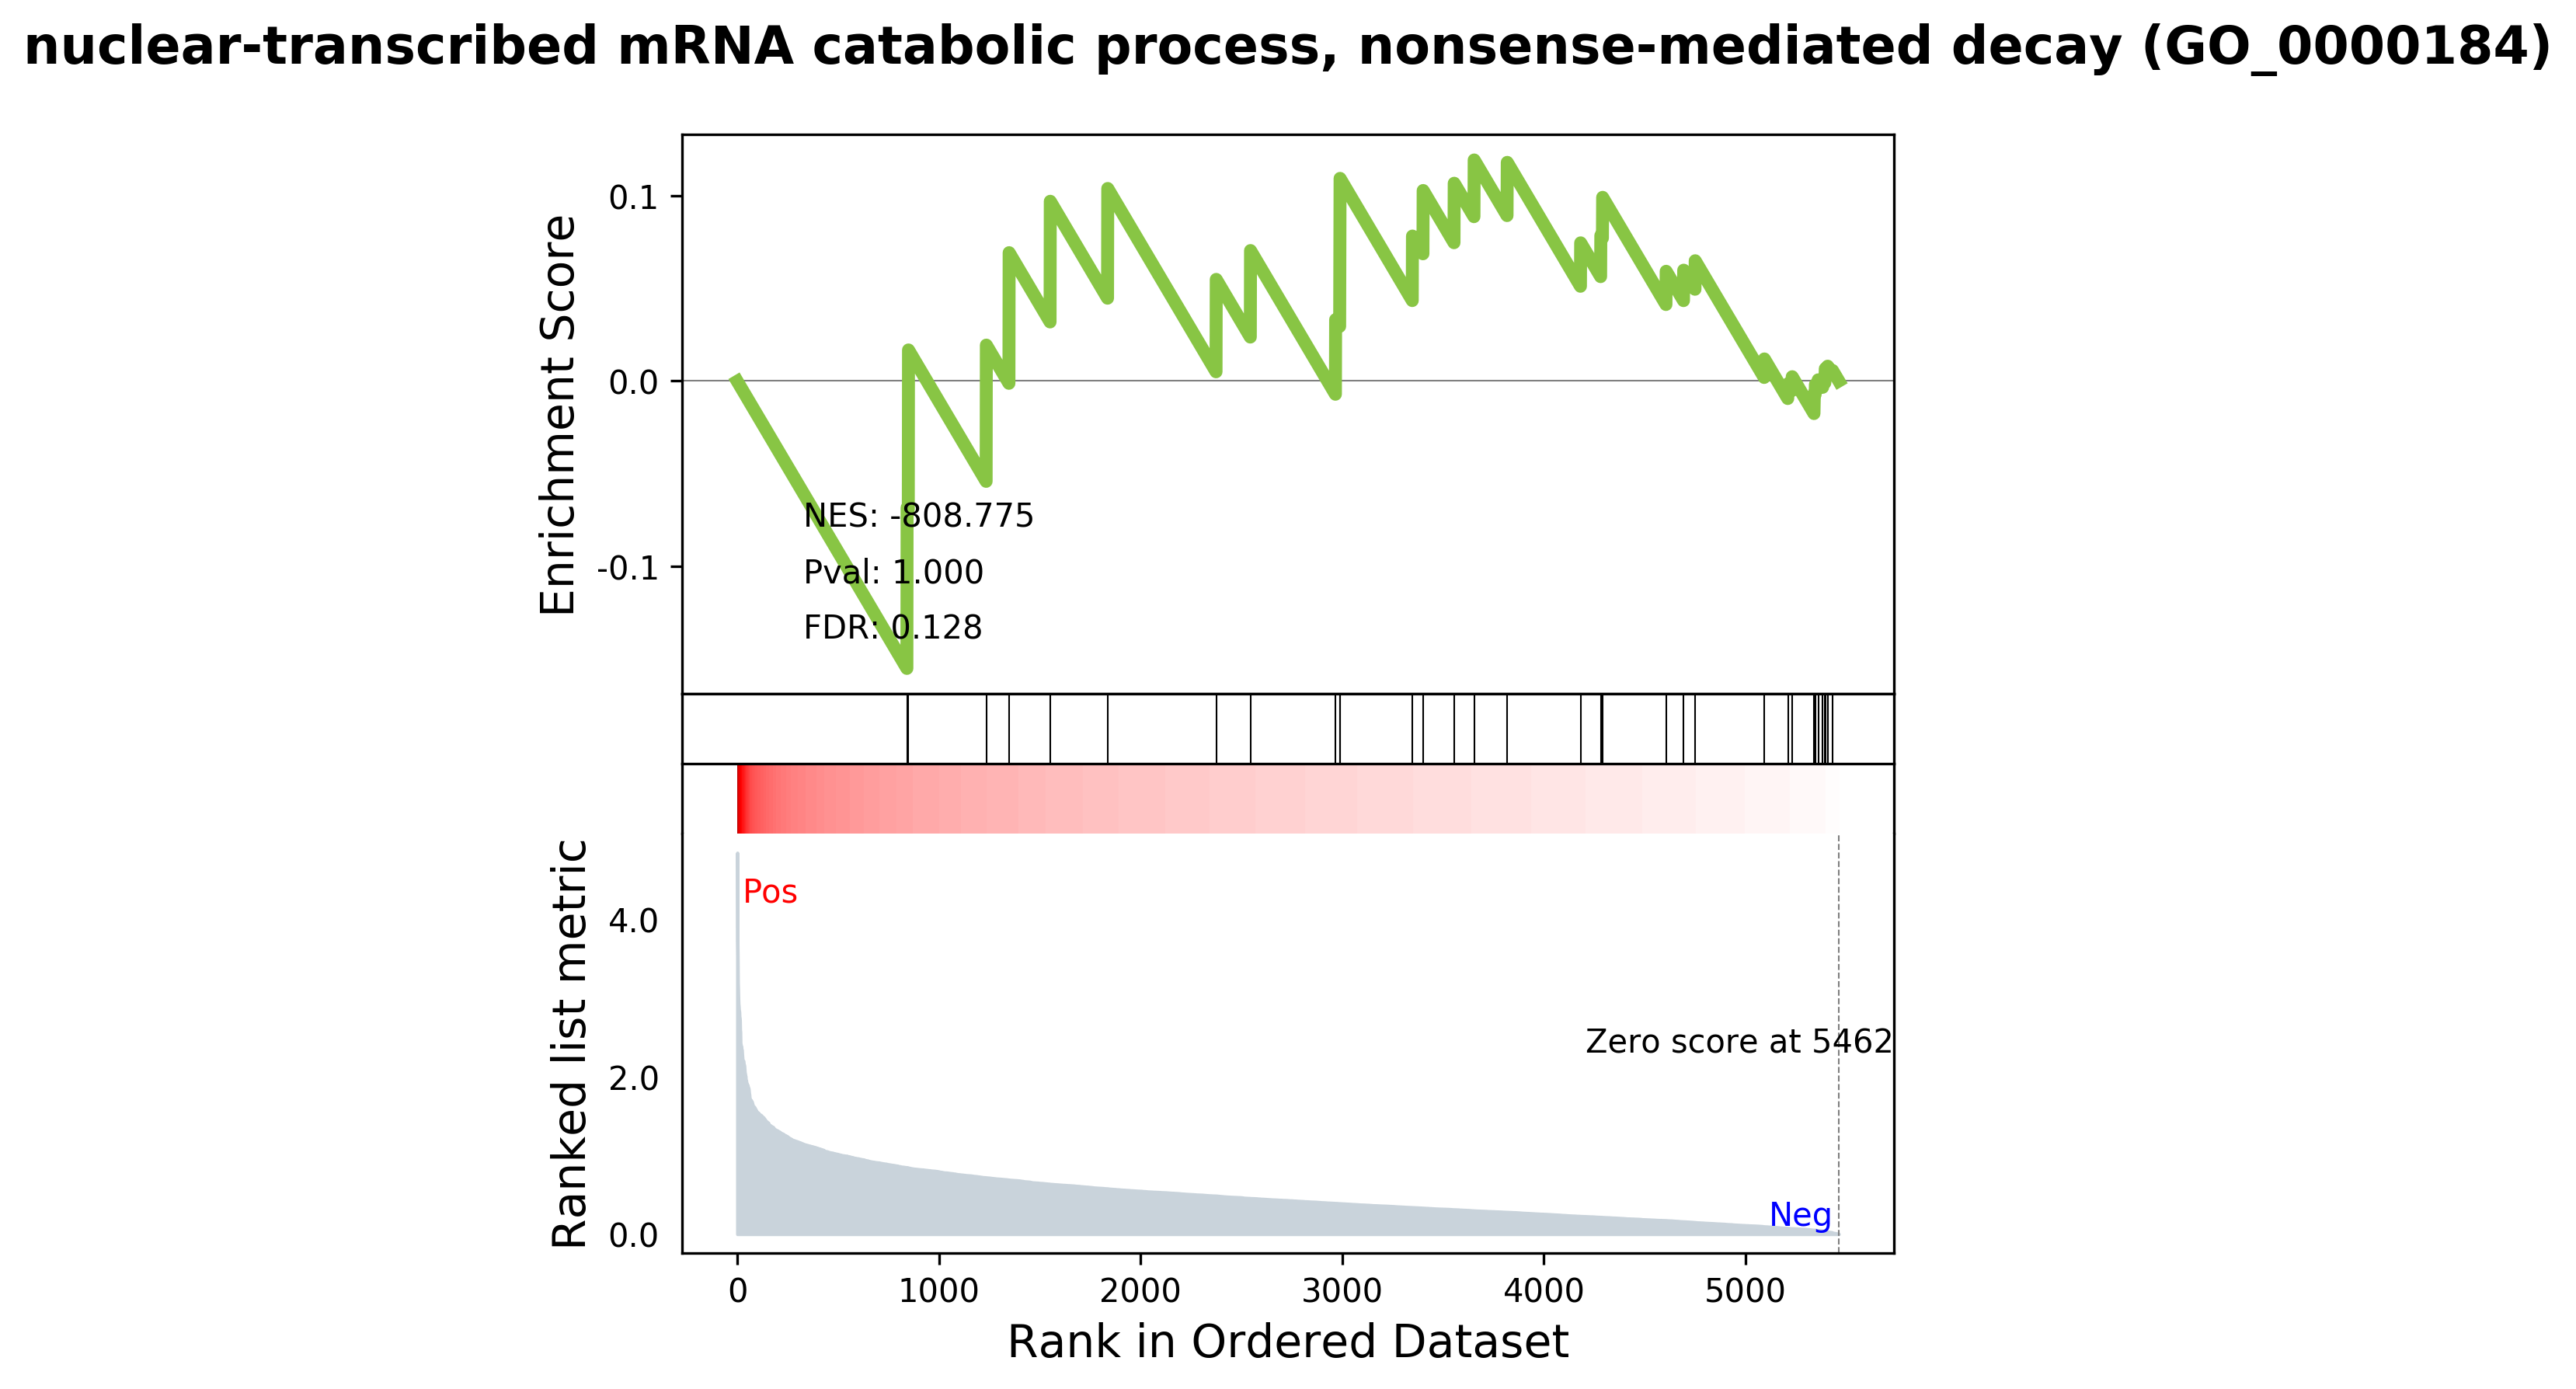 nuclear-transcribed mRNA catabolic process, nonsense-mediated decay (GO_0000184)
Enrichment Score
0.1
0.0
-0.1
NES: -808.775
Pval: 1.000
FDR: 0.128
Ranked list metric
Pos
4.0
Zero score at 5462
2.0
Neg
0.0
0 1000 2000 3000 4000 5000
Rank in Ordered Dataset